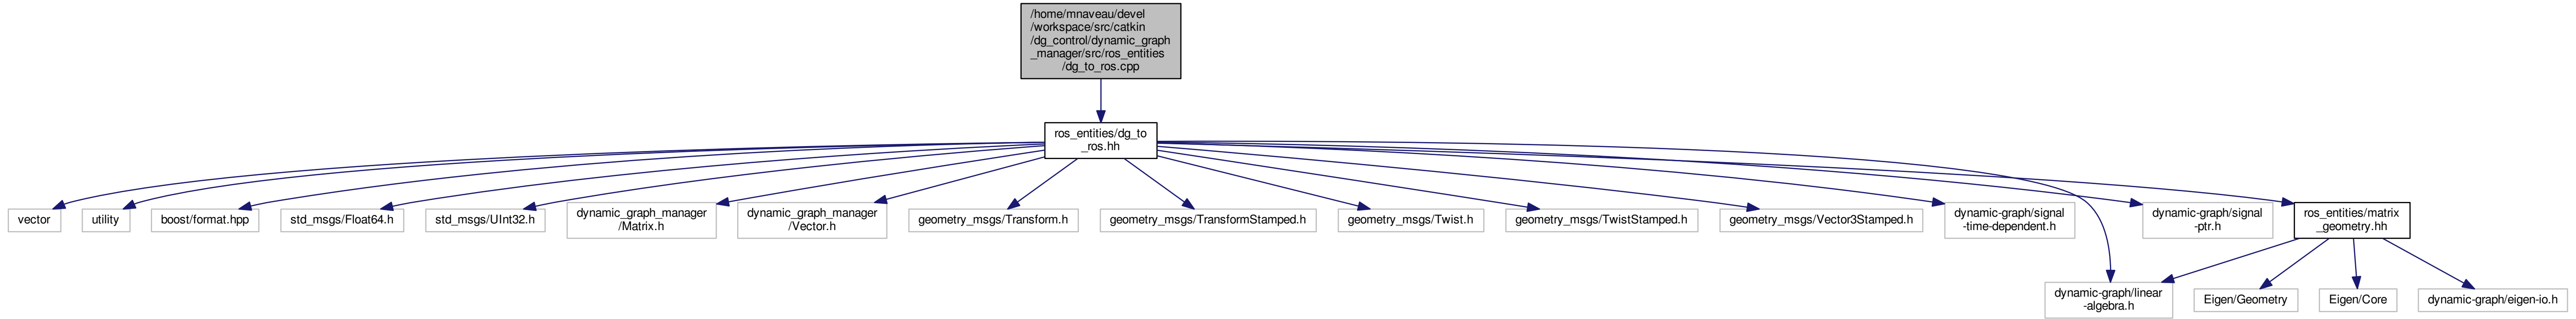 /home/mnaveau/devel
/workspace/src/catkin
/dg_control/dynamic_graph
_manager/src/ros_entities
/dg_to_ros.cpp
ros_entities/dg_to
_ros.hh
vector
utility
boost/format.hpp
std_msgs/Float64.h
std_msgs/UInt32.h
dynamic_graph_manager
/Matrix.h
dynamic_graph_manager
/Vector.h
geometry_msgs/Transform.h
geometry_msgs/TransformStamped.h
geometry_msgs/Twist.h
geometry_msgs/TwistStamped.h
geometry_msgs/Vector3Stamped.h
dynamic-graph/signal
-time-dependent.h
dynamic-graph/signal
-ptr.h
ros_entities/matrix
_geometry.hh
dynamic-graph/linear
-algebra.h
Eigen/Geometry
Eigen/Core
dynamic-graph/eigen-io.h